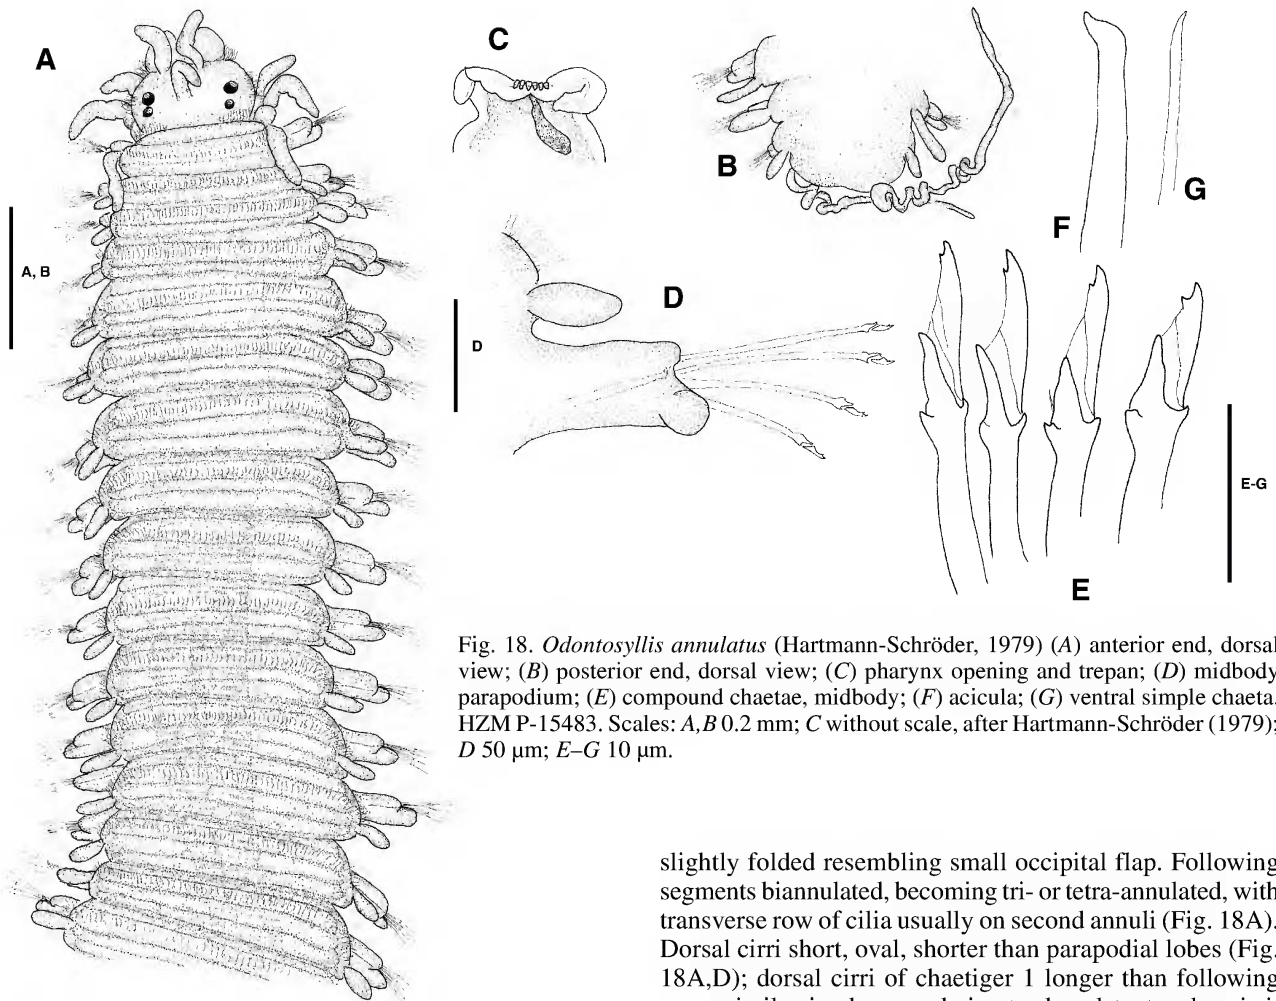 A
C
B
G
F
A, B
D
D
E-G
E
Fig. 18. Odontosyllis annulatus (Hartmann-Schröder, 1979) (A) anterior end, dorsal
view; (B) posterior end, dorsal view; (C) pharynx opening and trepan; (D) midbody
parapodium; (E) compound chaetae, midbody; (F) acicula; (G) ventral simple chaeta.
HZM P-15483. Scales: A,B 0.2 mm; C without scale, after Hartmann-Schröder (1979);
D 50 µm; E–G 10 µm.
slightly folded resembling small occipital flap. Following
segments biannulated, becoming tri- or tetra-annulated, with
transverse row of cilia usually on second annuli (Fig. 18A).
Dorsal cirri short, oval, shorter than parapodial lobes (Fig.
18A,D); dorsal cirri of chaetiger 1 longer than following